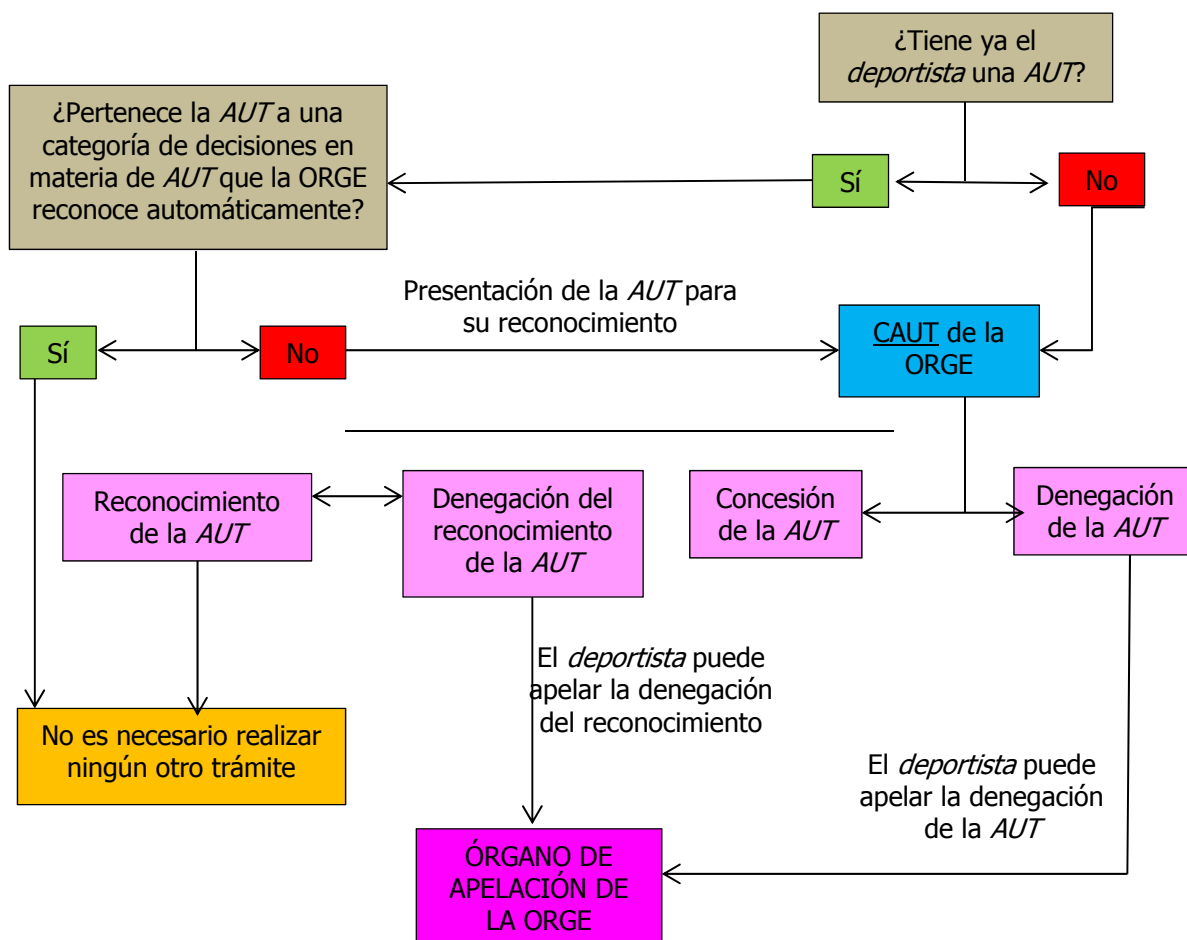 ¿Tiene ya el
deportista una AUT?
¿Pertenece la AUT a una
categoría de decisiones en
materia de AUT que la ORGE
reconoce automáticamente?
Sí
No
Presentación de la AUT para
su reconocimiento
Sí
No
CAUT de la
ORGE
Reconocimiento
de la AUT
Denegación del
reconocimiento
de la AUT
Concesión
de la AUT
Denegación
de la AUT
El deportista puede
apelar la denegación
del reconocimiento
No es necesario realizar
ningún otro trámite
El deportista puede
apelar la denegación
de la AUT
ÓRGANO DE
APELACIÓN DE
LA ORGE